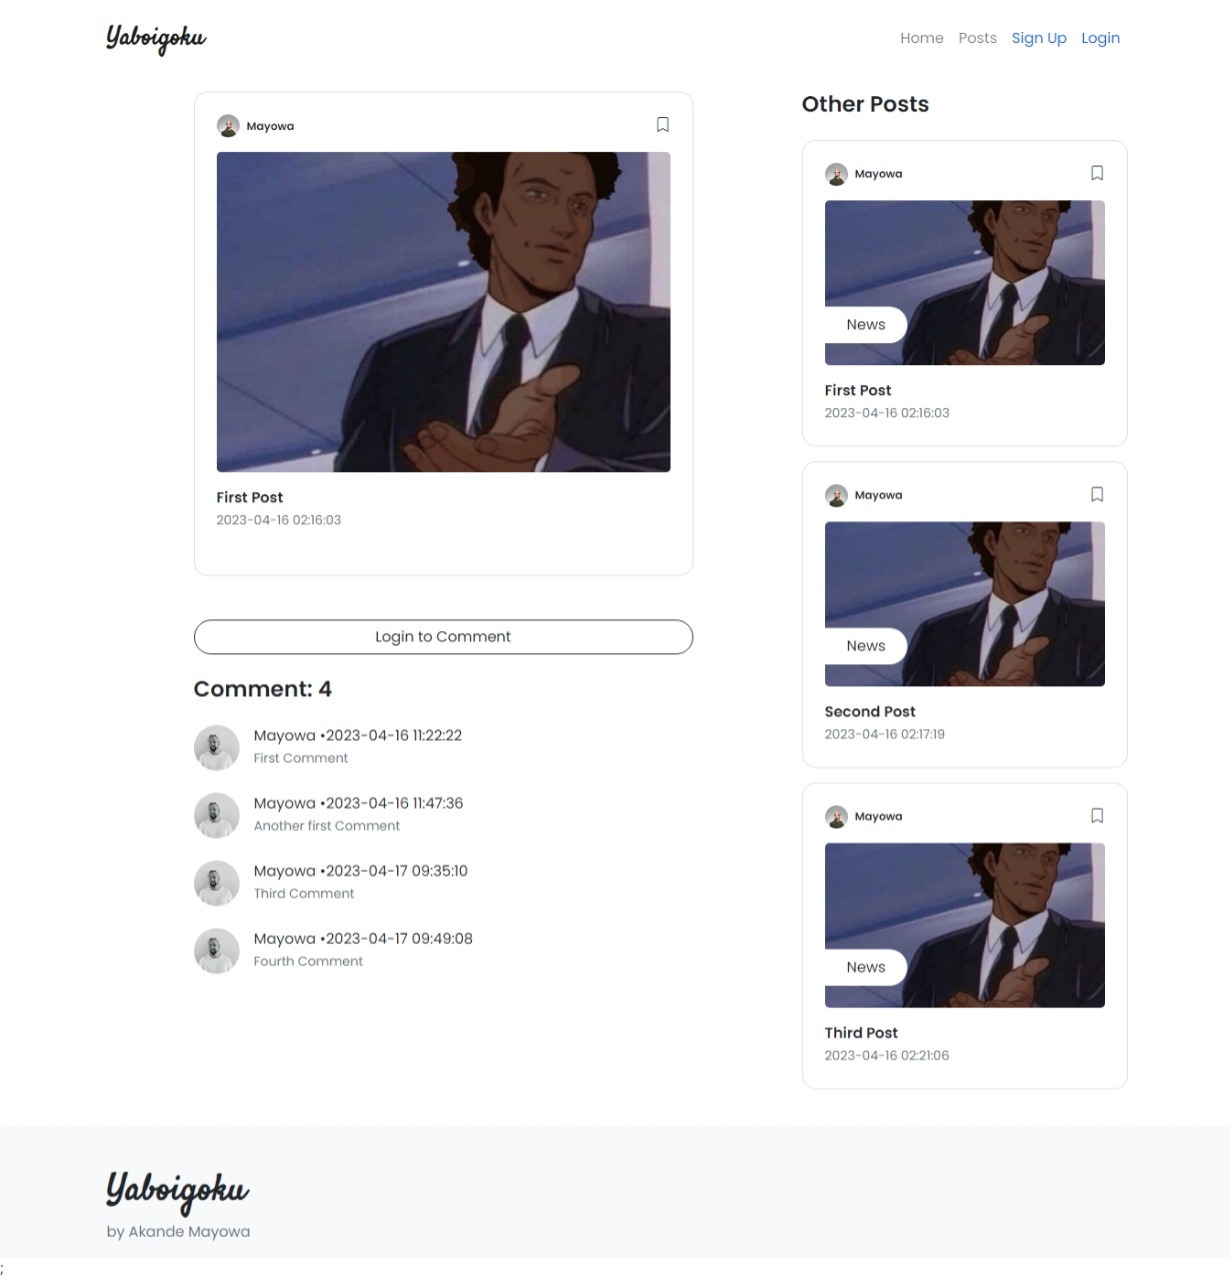 Yaboigoku
Home Posts Sign Up Login
Mayowa
First Post
2023-04-16 02:16:03
Login to Comment
Comment: 4
Mayowa •2023-04-16 11:22:22
First Comment
Mayowa •2023-04-16 11:47:36
Another first Comment
Mayowa •2023-04-17 09:35:10
Third Comment
Mayowa •2023-04-17 09:49:08
Fourth Comment
Other Posts
Mayowa
News
First Post
2023-04-16 02:16:03
Mayowa
News
Second Post
2023-04-16 02:17:19
Mayowa
News
Third Post
2023-04-16 02:21:06
Yaboigoku
by Akande Mayowa
;